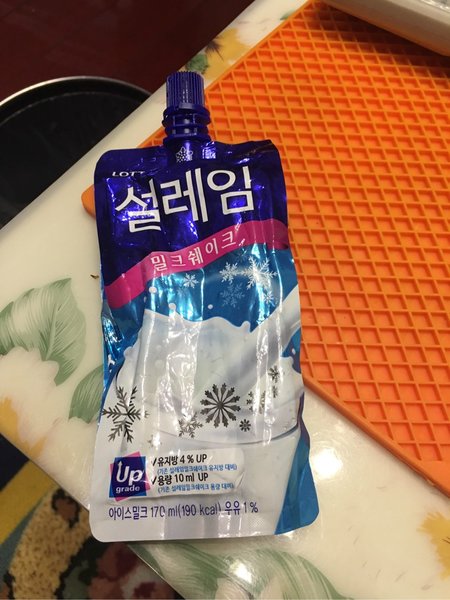 LOTT
설레임
밀크쉐이크
Up
grade
✓유지방 4% UP
(기존 설레임밀크쉐이크 유지방 대비)
✓용량 10ml UP
(기존 설레임밀크쉐이크 용량 대비)
아이스밀크 170 ml(190 kcal) 우유 1%